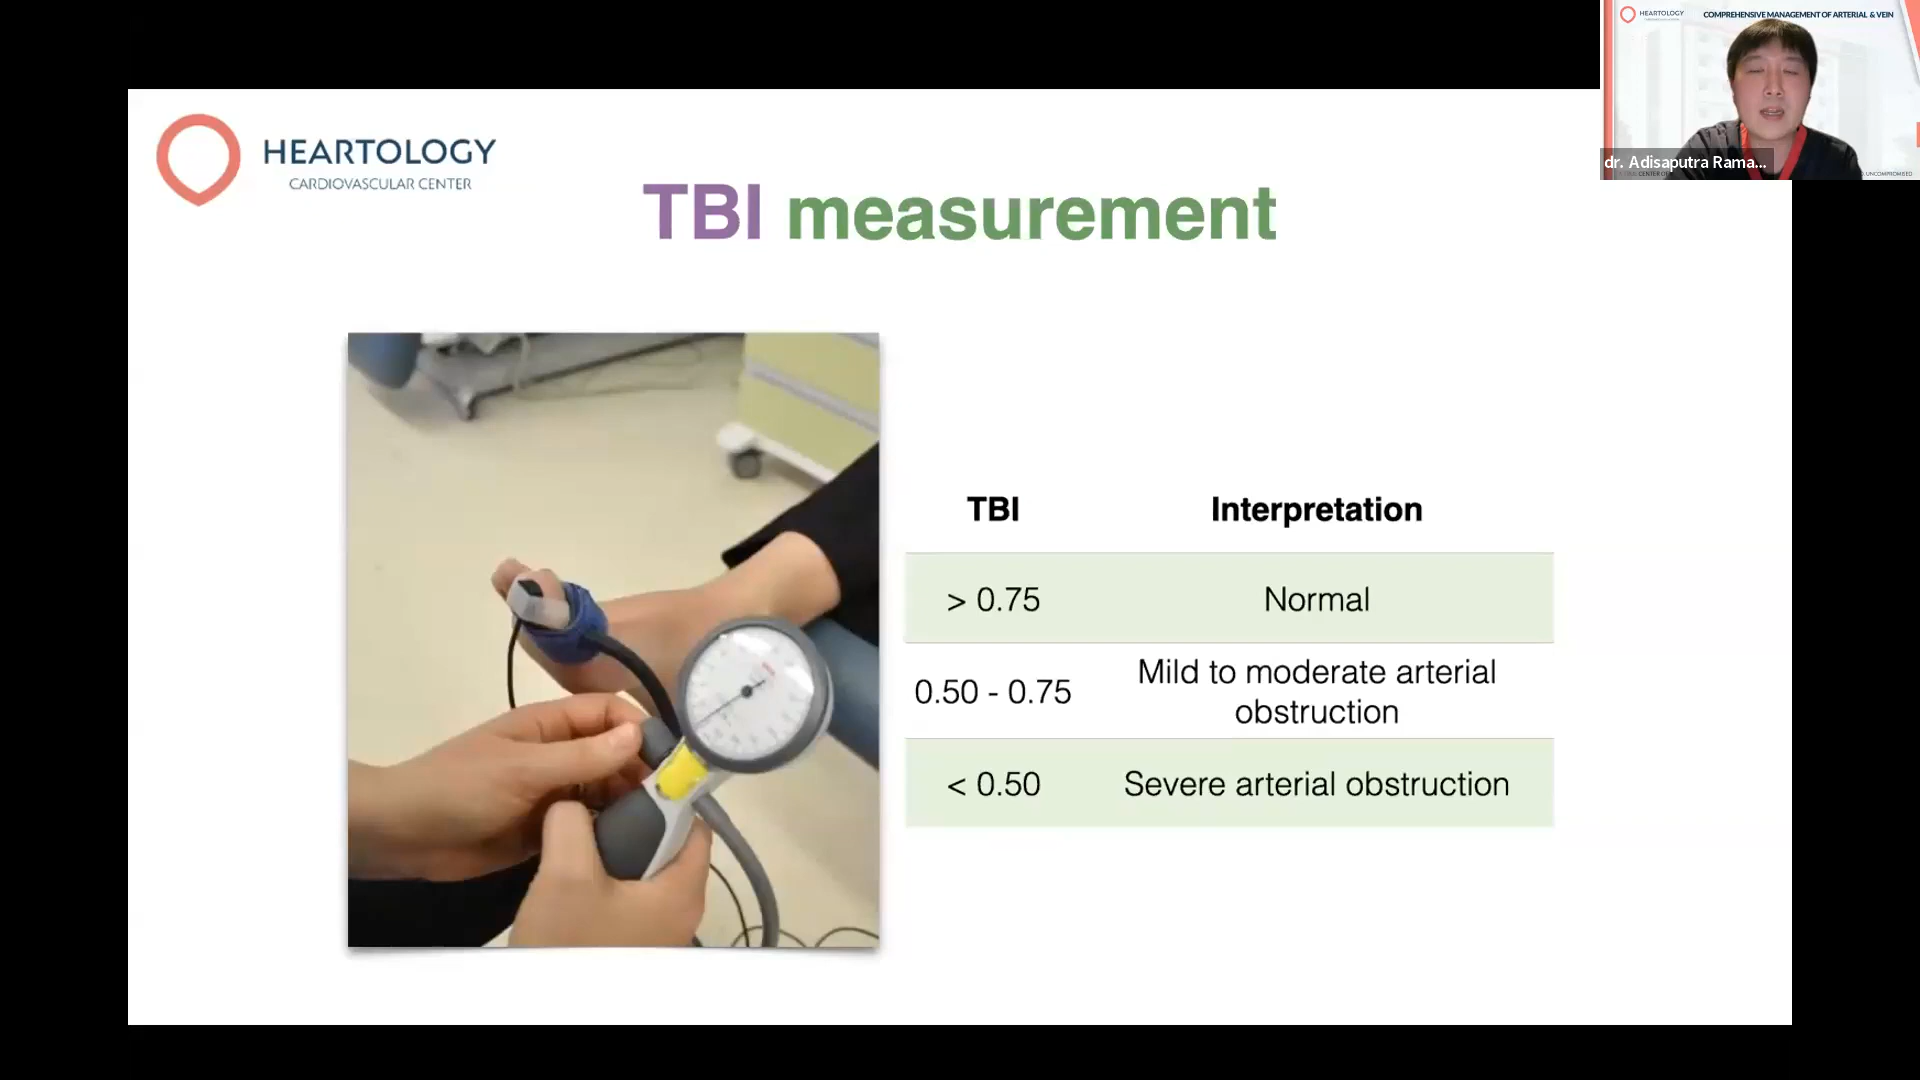 HEARTOLOGY
CARDIOVASCULAR CENTER
TBI measurement
TBI Interpretation
> 0.75 Normal
0.50 - 0.75 Mild to moderate arterial
obstruction
< 0.50 Severe arterial obstruction
HEARTOLOGY
COMPREHENSIVE MANAGEMENT OF ARTERIAL & VEIN
dr. Adisaputra Rama...
UNCOMPROMISED